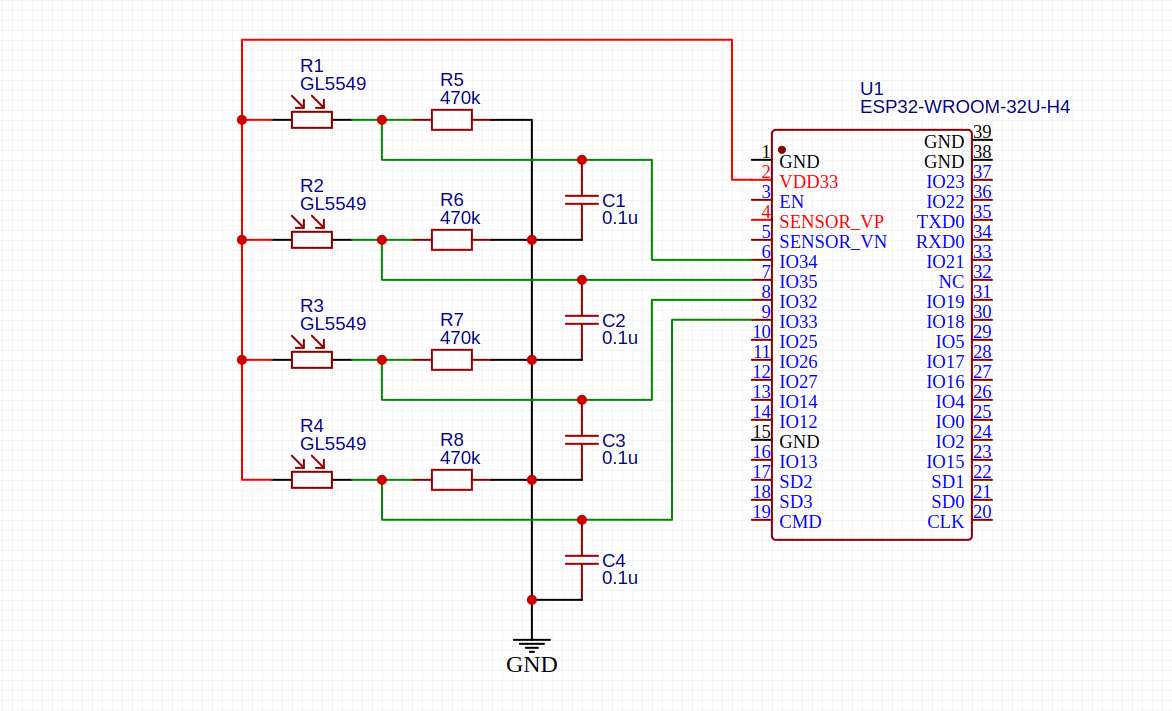 R1
GL5549
R5
470k
R2
GL5549
R6
470k
C1
0.1u
R3
GL5549
R7
470k
C2
0.1u
R4
GL5549
R8
470k
C3
0.1u
C4
0.1u
GND
U1
ESP32-WROOM-32U-H4
1 GND
2 VDD33
3 EN
4 SENSOR_VP
5 SENSOR_VN
6 IO34
7 IO35
8 IO32
9 IO33
10 IO25
11 IO26
12 IO27
13 IO14
14 IO12
15 GND
16 IO13
17 SD2
18 SD3
19 CMD
GND 39
GND 38
IO23 37
IO22 36
TXD0 35
RXD0 34
IO21 33
NC 32
IO19 31
IO18 30
IO5 29
IO17 28
IO16 27
IO4 26
IO0 25
IO2 24
IO15 23
SD1 22
SD0 21
CLK 20